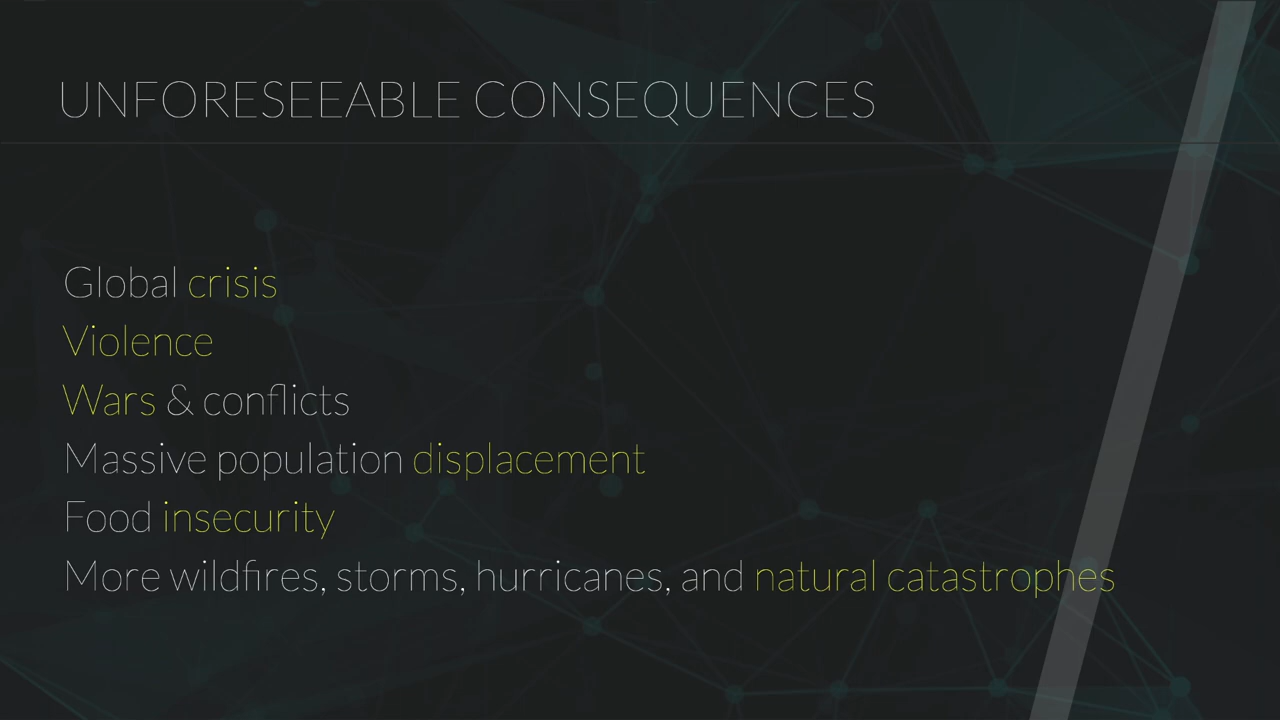 UNFORESEEABLE CONSEQUENCES
Global crisis
Violence
Wars & conflicts
Massive population displacement
Food insecurity
More wildfires, storms, hurricanes, and natural catastrophes